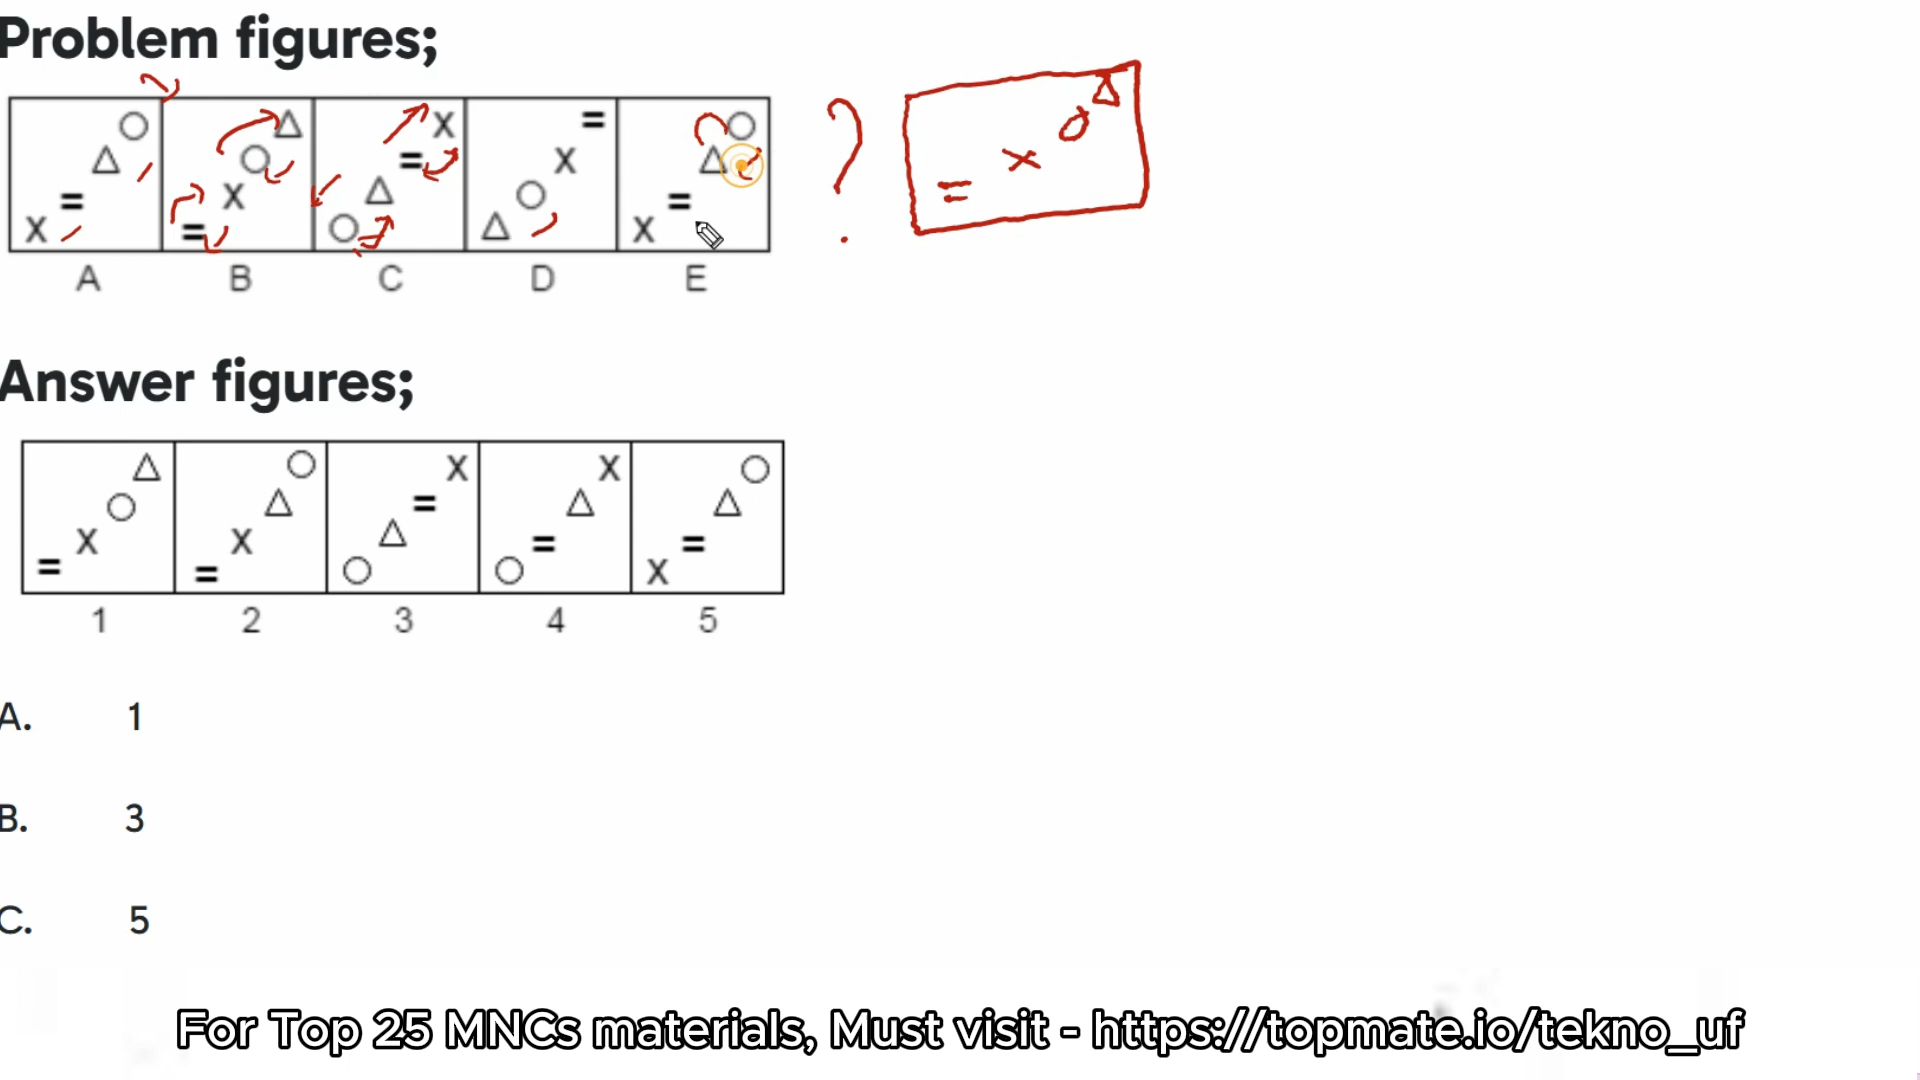 Problem figures;
O Δ = X
Δ O X =
X = Δ O
= X O Δ
O Δ = X
?
Δ O X =
A B C D E
Answer figures;
Δ O X =
O Δ X =
X = Δ O
X Δ = O
O Δ = X
1 2 3 4 5
A. 1
B. 3
C. 5
For Top 25 MNCs materials, Must visit - https://topmate.io/tekno_uf